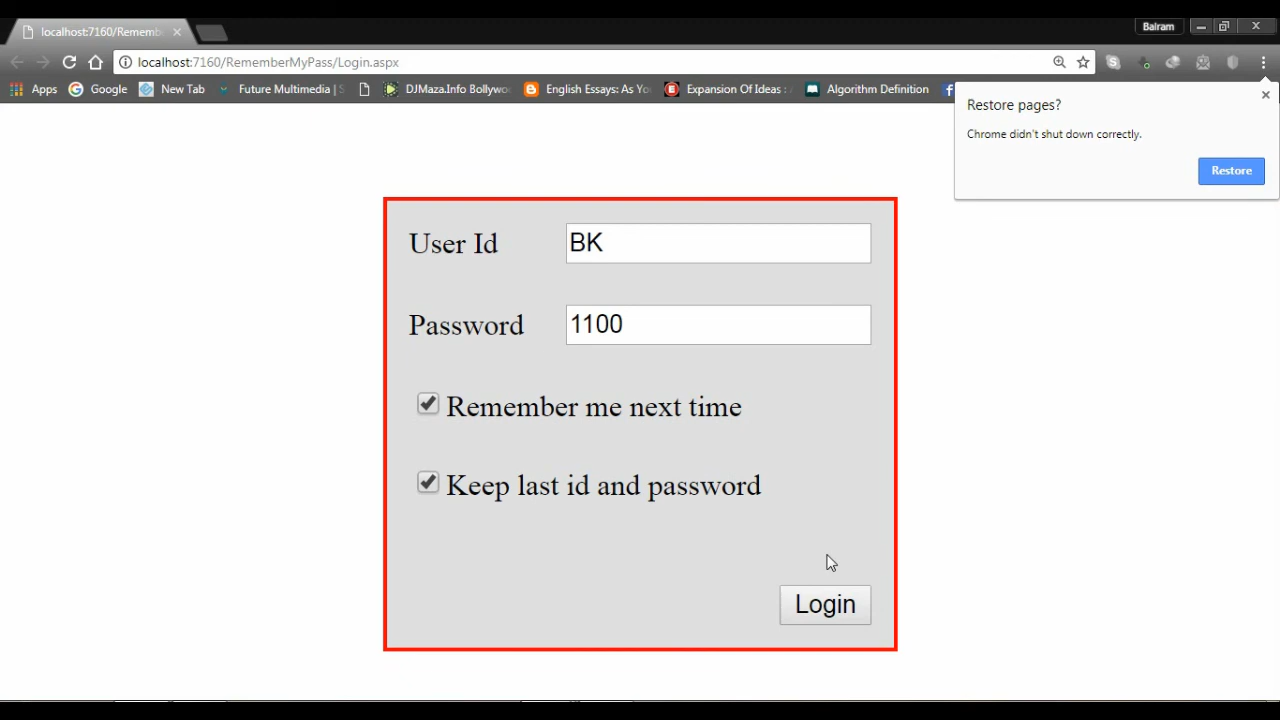 localhost:7160/Rememb
Balram
localhost:7160/RememberMyPass/Login.aspx
Apps Google New Tab Future Multimedia | DJMaza.Info Bollywo English Essays: As Yo Expansion Of Ideas : Algorithm Definition
Restore pages?
Chrome didn't shut down correctly.
Restore
User Id BK
Password 1100
Remember me next time
Keep last id and password
Login